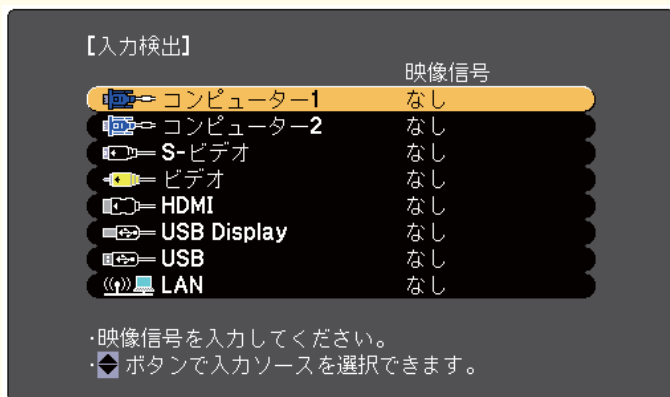 【入力検出】
映像信号
コンピューター1 なし
コンピューター2 なし
S-ビデオ なし
ビデオ なし
HDMI なし
USB Display なし
USB なし
LAN なし
･映像信号を入力してください。
･ボタンで入力ソースを選択できます。